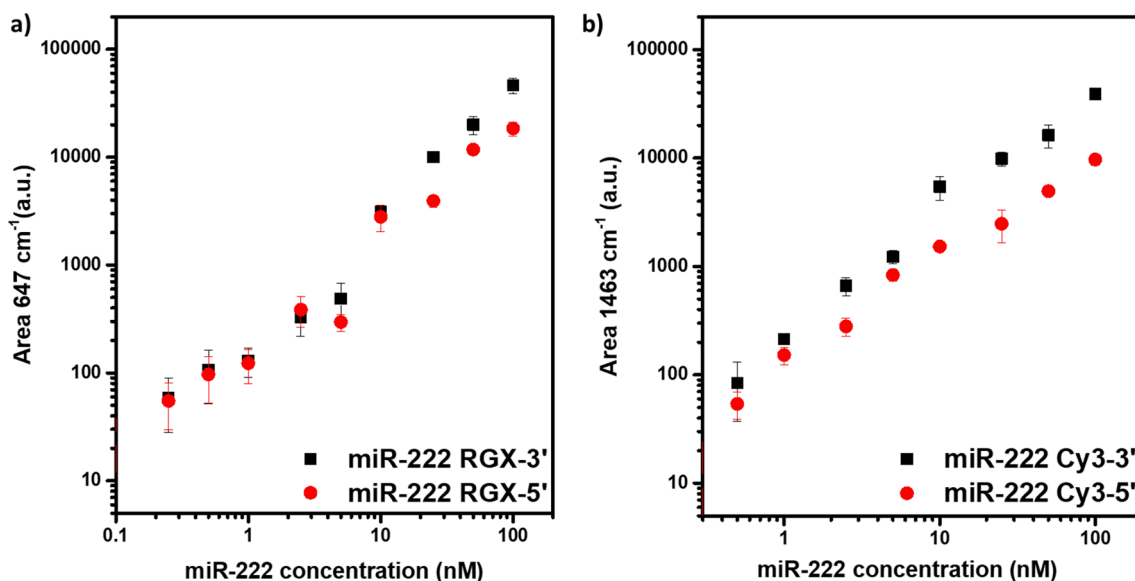 a)
Area 647 cm⁻¹(a.u.)
100000
10000
1000
100
10
0.1
1
10
100
miR-222 RGX-3'
miR-222 RGX-5'
miR-222 concentration (nM)
b)
Area 1463 cm⁻¹ (a.u.)
100000
10000
1000
100
10
1
10
100
miR-222 Cy3-3'
miR-222 Cy3-5'
miR-222 concentration (nM)